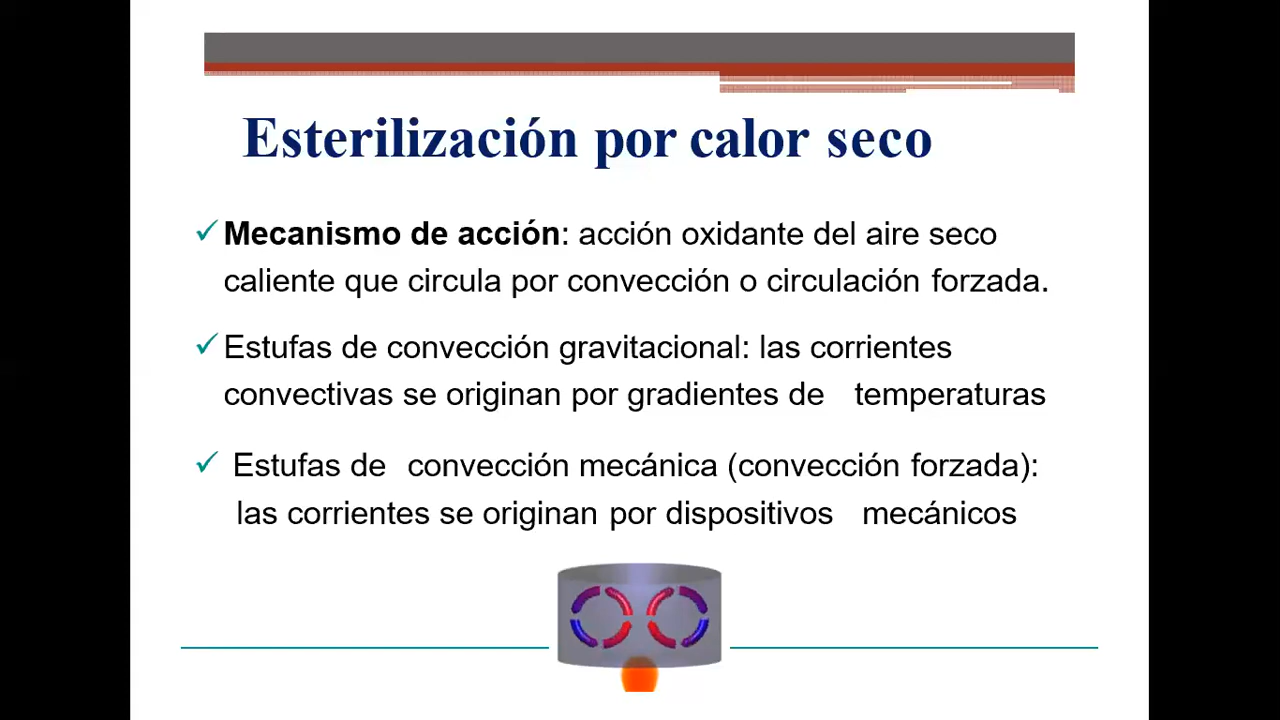 Esterilización por calor seco
✓ Mecanismo de acción: acción oxidante del aire seco
caliente que circula por convección o circulación forzada.
✓ Estufas de convección gravitacional: las corrientes
convectivas se originan por gradientes de temperaturas
✓ Estufas de convección mecánica (convección forzada):
las corrientes se originan por dispositivos mecánicos